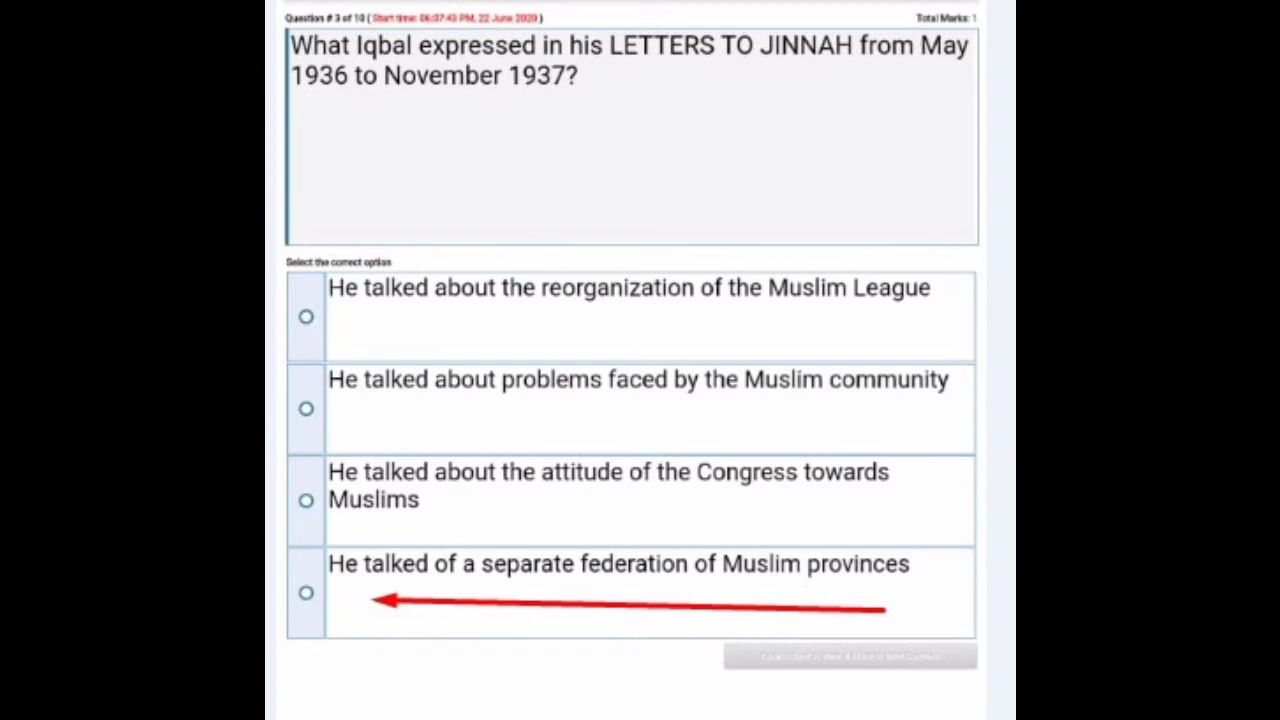 Question # 3 of 10 ( Start time: 06:07:43 PM, 22 June 2020 )
Total Marks: 1
What Iqbal expressed in his LETTERS TO JINNAH from May
1936 to November 1937?
Select the correct option
He talked about the reorganization of the Muslim League
He talked about problems faced by the Muslim community
He talked about the attitude of the Congress towards
Muslims
He talked of a separate federation of Muslim provinces